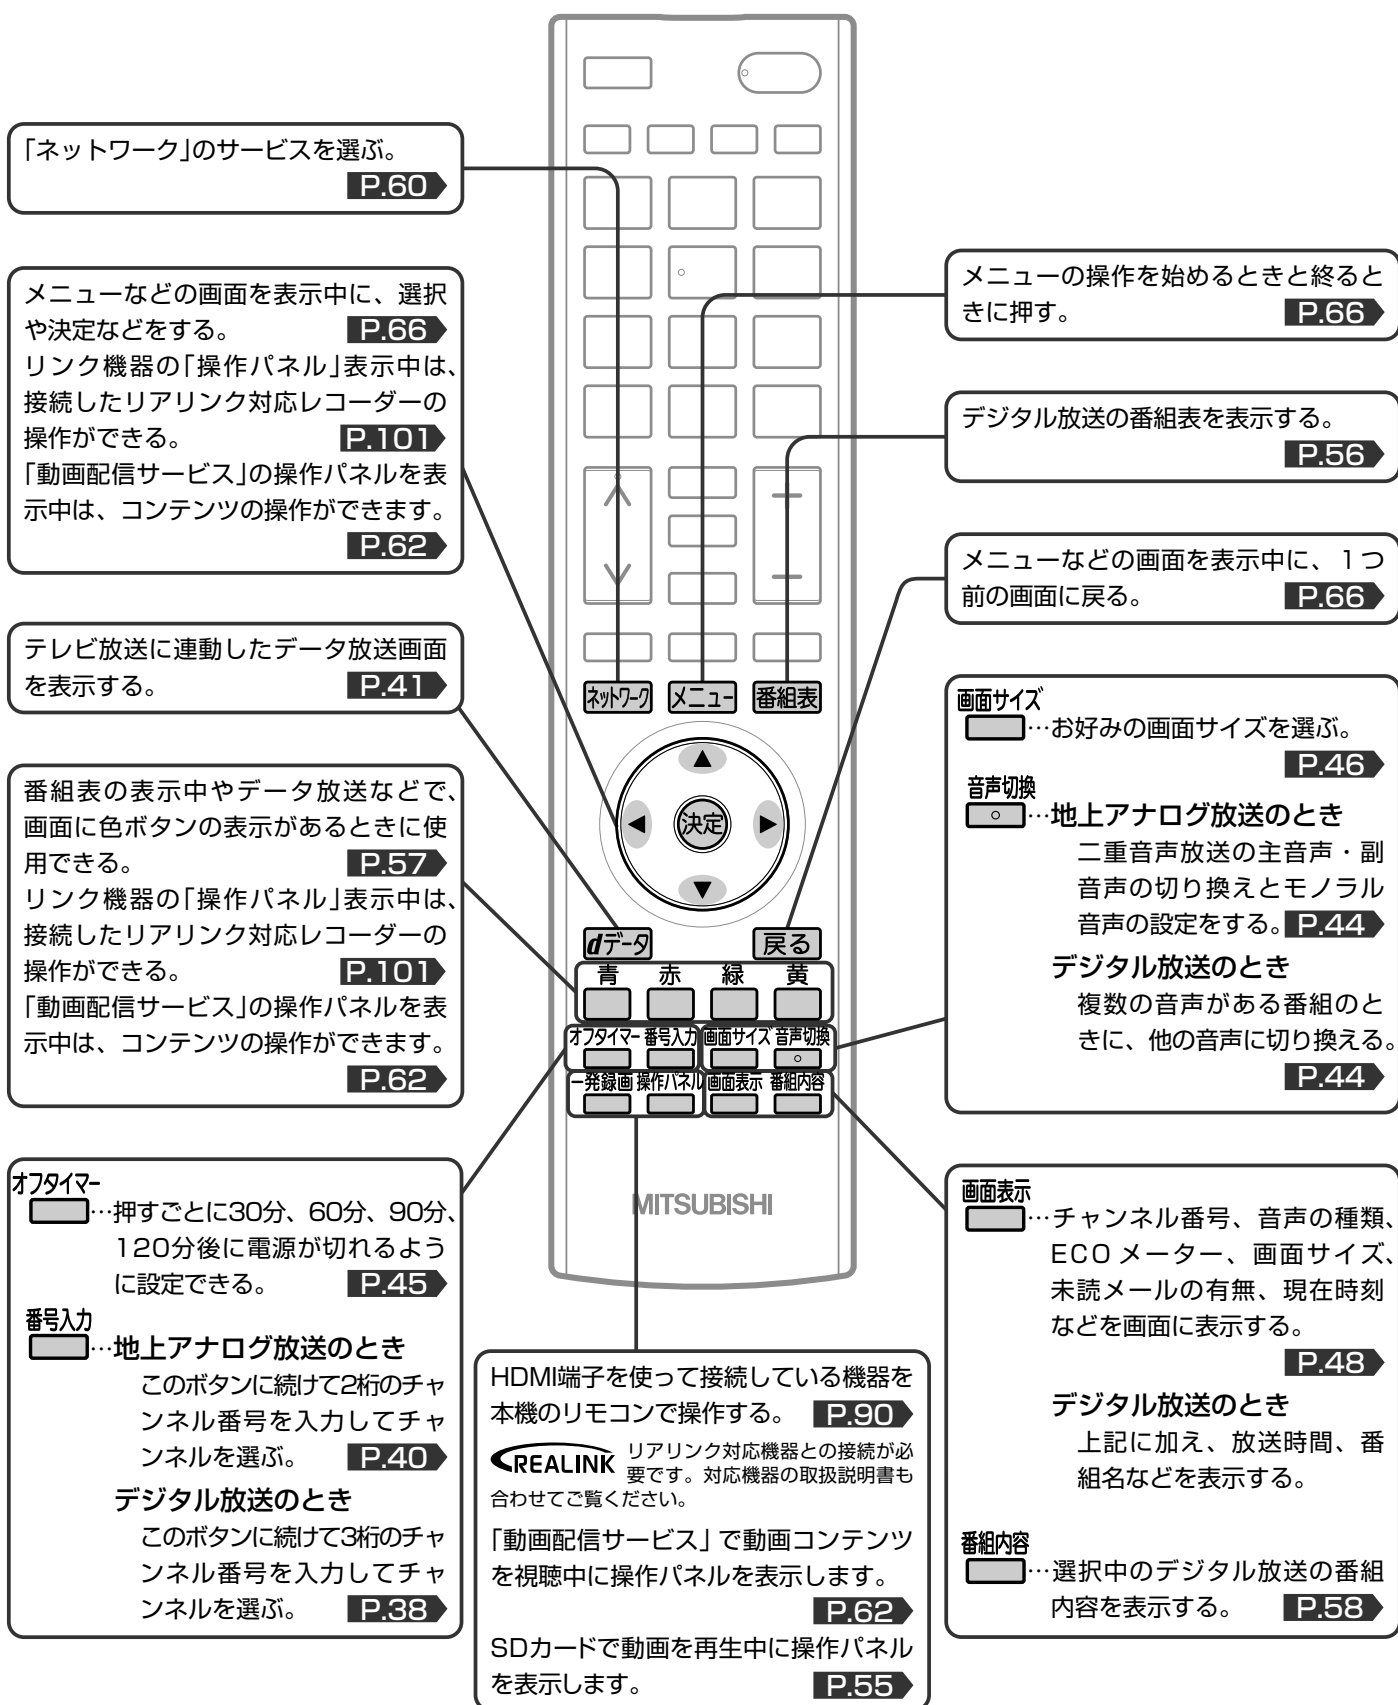 「ネットワーク」のサービスを選ぶ。
P.60
メニューなどの画面を表示中に、選択
や決定などをする。 P.66
リンク機器の「操作パネル」表示中は、
接続したリアリンク対応レコーダーの
操作ができる。 P.101
「動画配信サービス」の操作パネルを表
示中は、コンテンツの操作ができます。
P.62
テレビ放送に連動したデータ放送画面
を表示する。 P.41
番組表の表示中やデータ放送などで、
画面に色ボタンの表示があるときに使
用できる。 P.57
リンク機器の「操作パネル」表示中は、
接続したリアリンク対応レコーダーの
操作ができる。 P.101
「動画配信サービス」の操作パネルを表
示中は、コンテンツの操作ができます。
P.62
オフタイマー
…押すごとに30分、60分、90分、
120分後に電源が切れるよう
に設定できる。 P.45
番号入力
…地上アナログ放送のとき
このボタンに続けて2桁のチャ
ンネル番号を入力してチャ
ンネルを選ぶ。 P.40
デジタル放送のとき
このボタンに続けて3桁のチャ
ンネル番号を入力してチャ
ンネルを選ぶ。 P.38
ネットワーク メニュー 番組表
▲
◀ 決定 ▶
▼
dデータ 戻る
青 赤 緑 黄
オフタイマー 番号入力 画面サイズ 音声切換
一発録画 操作パネル 画面表示 番組内容
MITSUBISHI
HDMI端子を使って接続している機器を
本機のリモコンで操作する。 P.90
REALINK リアリンク対応機器との接続が必
要です。対応機器の取扱説明書も
合わせてご覧ください。
「動画配信サービス」で動画コンテンツ
を視聴中に操作パネルを表示します。
P.62
SDカードで動画を再生中に操作パネル
を表示します。 P.55
メニューの操作を始めるときと終ると
きに押す。 P.66
デジタル放送の番組表を表示する。
P.56
メニューなどの画面を表示中に、1つ
前の画面に戻る。 P.66
画面サイズ
…お好みの画面サイズを選ぶ。
P.46
音声切換
…地上アナログ放送のとき
二重音声放送の主音声・副
音声の切り換えとモノラル
音声の設定をする。 P.44
デジタル放送のとき
複数の音声がある番組のと
きに、他の音声に切り換える。
P.44
画面表示
…チャンネル番号、音声の種類、
ECOメーター、画面サイズ、
未読メールの有無、現在時刻
などを画面に表示する。
P.48
デジタル放送のとき
上記に加え、放送時間、番
組名などを表示する。
番組内容
…選択中のデジタル放送の番組
内容を表示する。 P.58